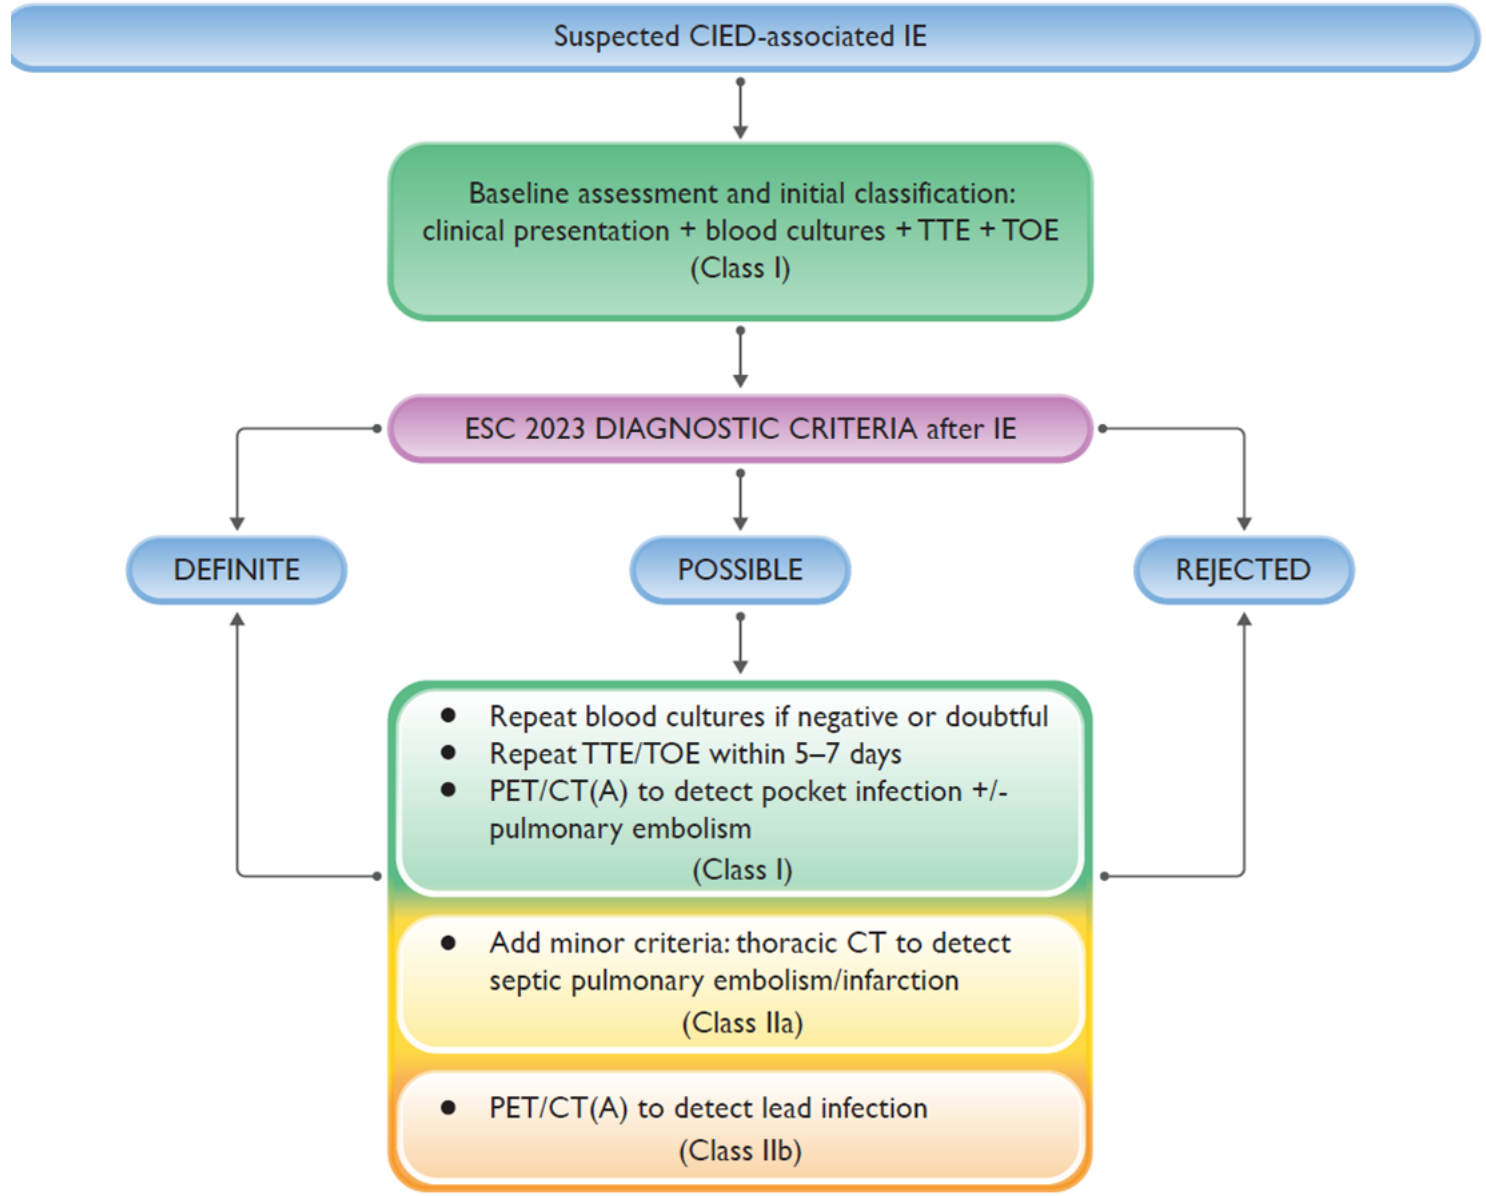 Suspected CIED-associated IE
Baseline assessment and initial classification:
clinical presentation + blood cultures + TTE + TOE
(Class I)
ESC 2023 DIAGNOSTIC CRITERIA after IE
DEFINITE
POSSIBLE
REJECTED
● Repeat blood cultures if negative or doubtful
● Repeat TTE/TOE within 5–7 days
● PET/CT(A) to detect pocket infection +/-
pulmonary embolism
(Class I)
● Add minor criteria: thoracic CT to detect
septic pulmonary embolism/infarction
(Class IIa)
● PET/CT(A) to detect lead infection
(Class IIb)